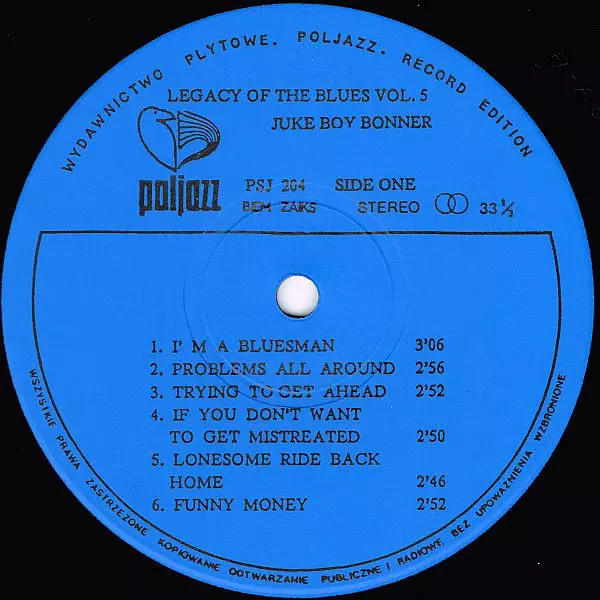 WYDAWNICTWO PŁYTOWE. POLJAZZ. RECORD EDITION
LEGACY OF THE BLUES VOL. 5
JUKE BOY BONNER
poljazz
PSJ 204 SIDE ONE
BIEM ZAKS STEREO 33⅓
1. I'M A BLUESMAN 3'06
2. PROBLEMS ALL AROUND 2'56
3. TRYING TO GET AHEAD 2'52
4. IF YOU DON'T WANT
TO GET MISTREATED 2'50
5. LONESOME RIDE BACK
HOME 2'46
6. FUNNY MONEY 2'52
WSZYSTKIE PRAWA ZASTRZEŻONE KOPIOWANIE ODTWARZANIE PUBLICZNE I RADIOWE BEZ UPOWAŻNIENIA WZBRONIONE